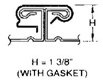 H
H = 1 3/8"
(WITH GASKET)